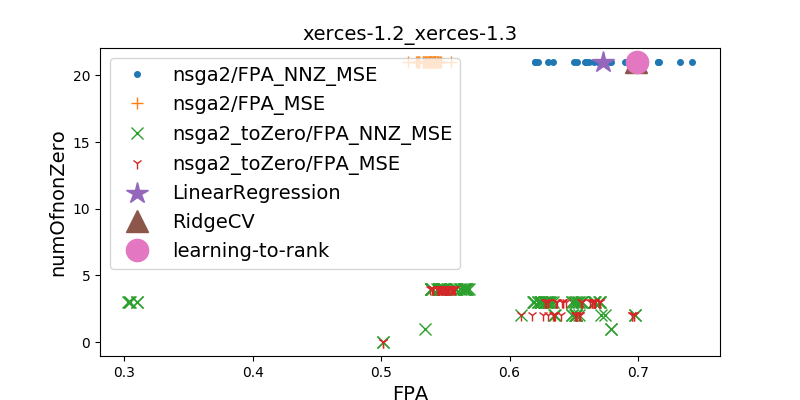 xerces-1.2_xerces-1.3
numOfnonZero
20
15
10
5
0
nsga2/FPA_NNZ_MSE
nsga2/FPA_MSE
nsga2_toZero/FPA_NNZ_MSE
nsga2_toZero/FPA_MSE
LinearRegression
RidgeCV
learning-to-rank
0.3 0.4 0.5 0.6 0.7
FPA